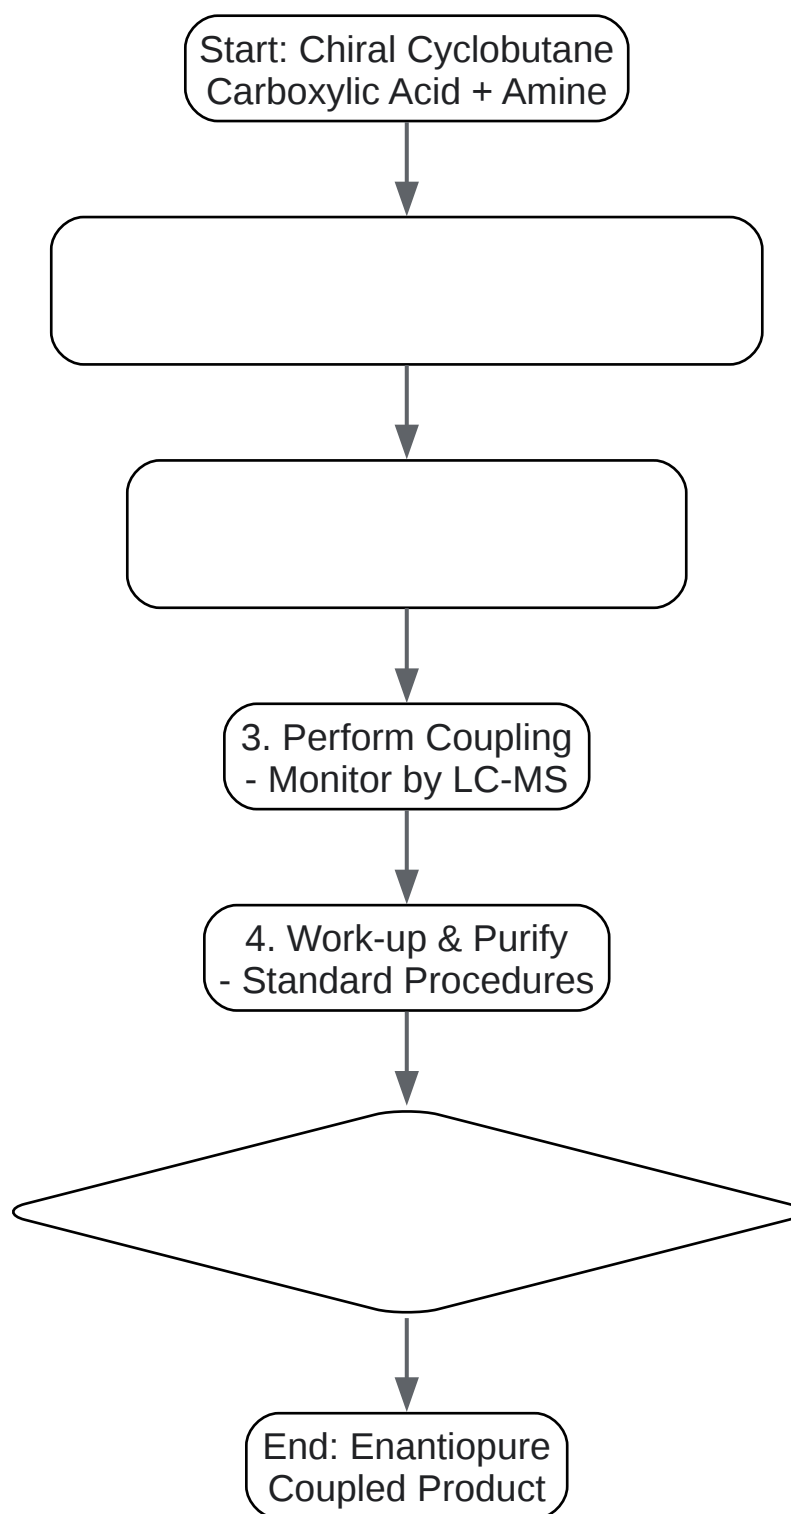 Start: Chiral Cyclobutane
Carboxylic Acid + Amine
3. Perform Coupling
- Monitor by LC-MS
4. Work-up & Purify
- Standard Procedures
End: Enantiopure
Coupled Product